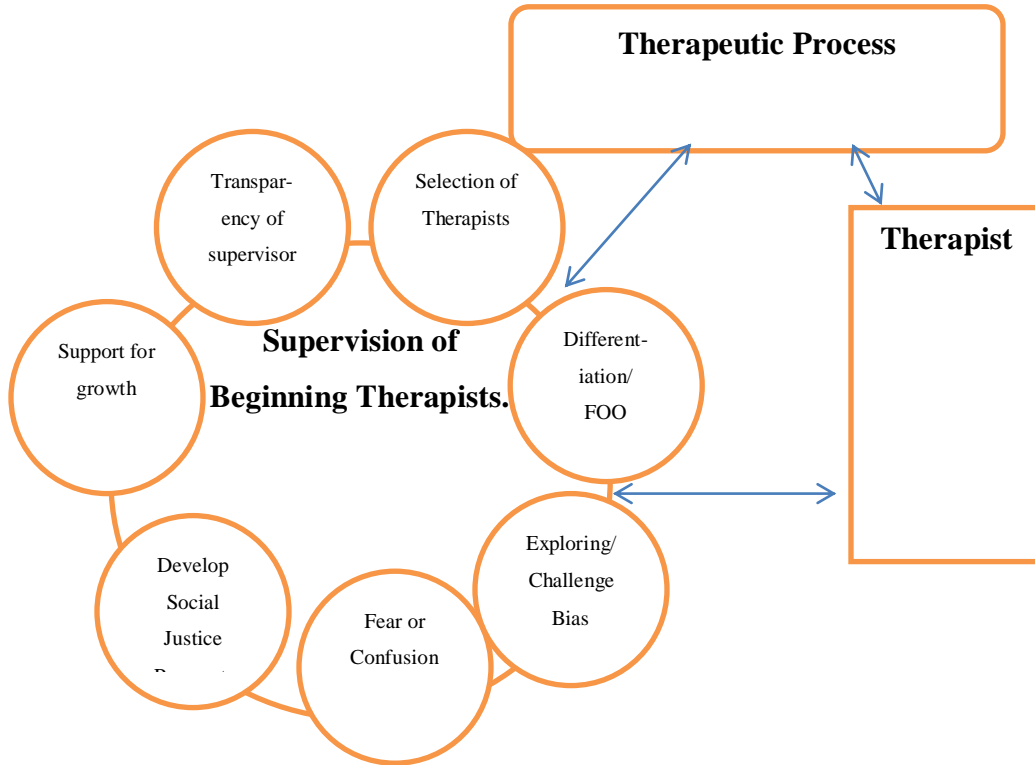 Therapeutic Process
Selection of
Therapists
Transpar-
ency of
supervisor
Therapist
Supervision of
Beginning Therapists.
Different-
iation/
FOO
Support for
growth
Exploring/
Challenge
Bias
Develop
Social
Justice
Fear or
Confusion